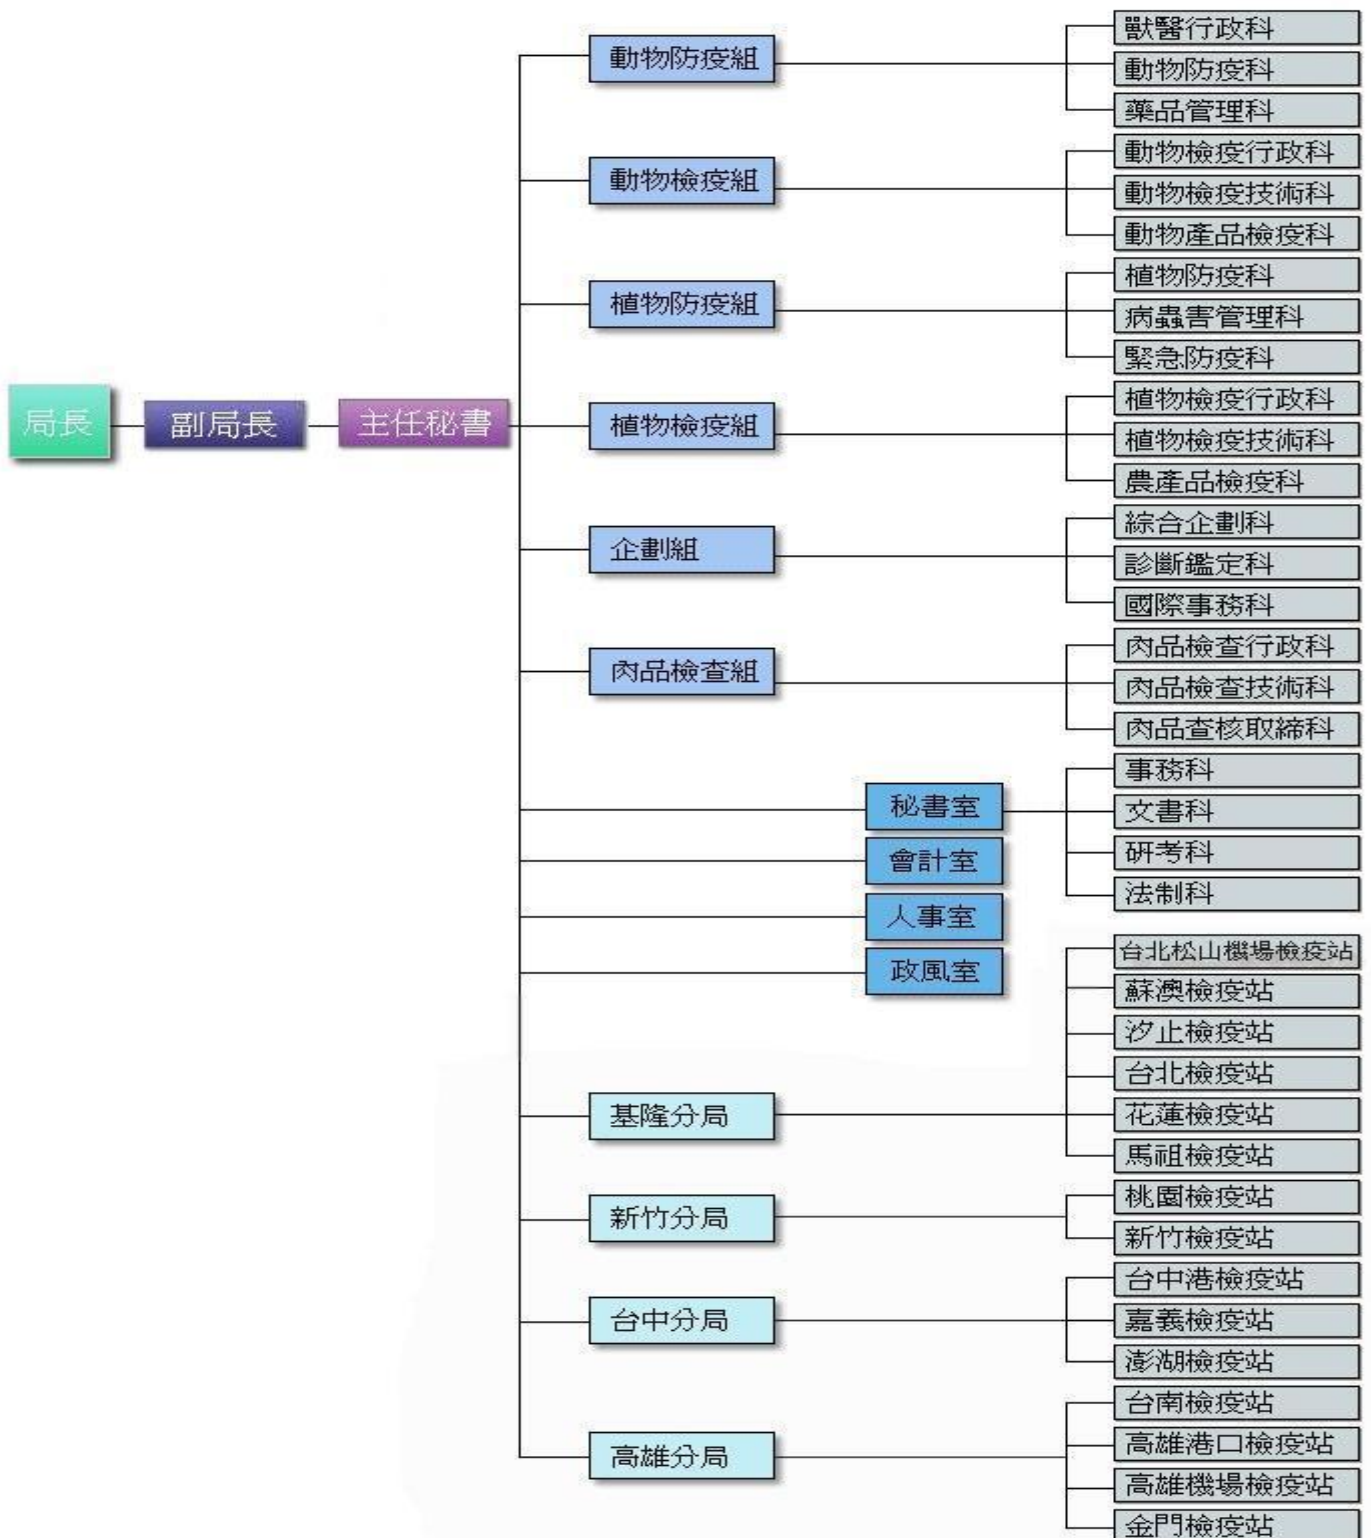 局長
副局長
主任秘書
動物防疫組
獸醫行政科
動物防疫科
藥品管理科
動物檢疫組
動物檢疫行政科
動物檢疫技術科
動物產品檢疫科
植物防疫組
植物防疫科
病蟲害管理科
緊急防疫科
植物檢疫組
植物檢疫行政科
植物檢疫技術科
農產品檢疫科
企劃組
綜合企劃科
診斷鑑定科
國際事務科
肉品檢查組
肉品檢查行政科
肉品檢查技術科
肉品查核取締科
秘書室
事務科
文書科
研考科
法制科
會計室
人事室
政風室
基隆分局
台北松山機場檢疫站
蘇澳檢疫站
汐止檢疫站
台北檢疫站
花蓮檢疫站
馬祖檢疫站
新竹分局
桃園檢疫站
新竹檢疫站
台中分局
台中港檢疫站
嘉義檢疫站
澎湖檢疫站
高雄分局
台南檢疫站
高雄港口檢疫站
高雄機場檢疫站
金門檢疫站